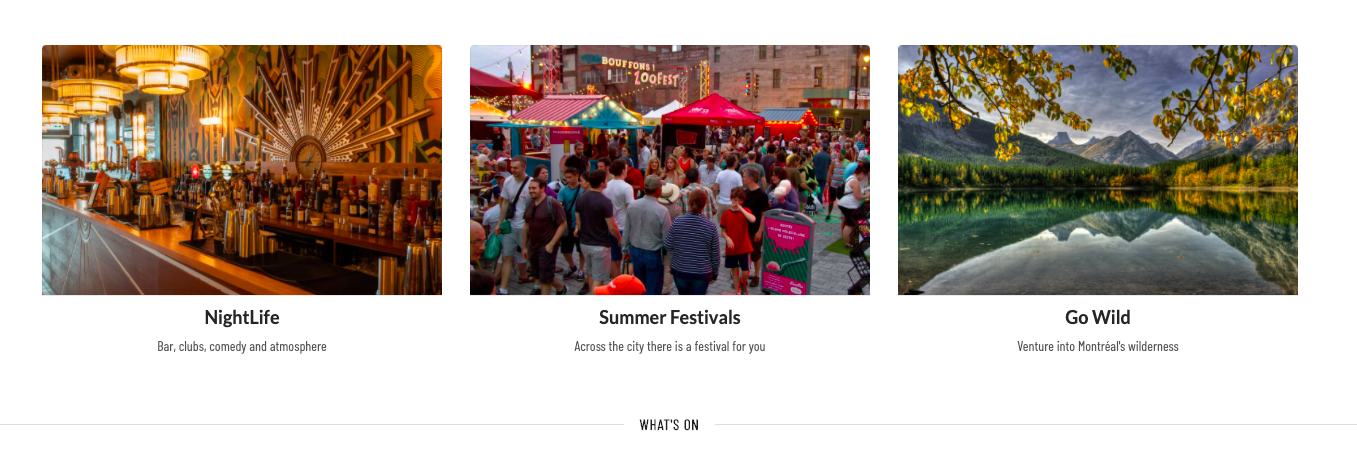 BOUFFONS!
ZOOFEST
NightLife
Summer Festivals
Go Wild
Bar, clubs, comedy and atmosphere
Across the city there is a festival for you
Venture into Montréal's wilderness
WHAT'S ON